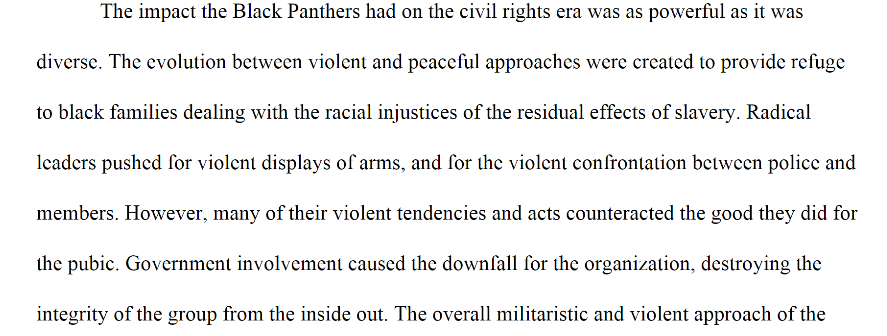 The impact the Black Panthers had on the civil rights era was as powerful as it was
diverse. The evolution between violent and peaceful approaches were created to provide refuge
to black families dealing with the racial injustices of the residual effects of slavery. Radical
leaders pushed for violent displays of arms, and for the violent confrontation between police and
members. However, many of their violent tendencies and acts counteracted the good they did for
the pubic. Government involvement caused the downfall for the organization, destroying the
integrity of the group from the inside out. The overall militaristic and violent approach of the